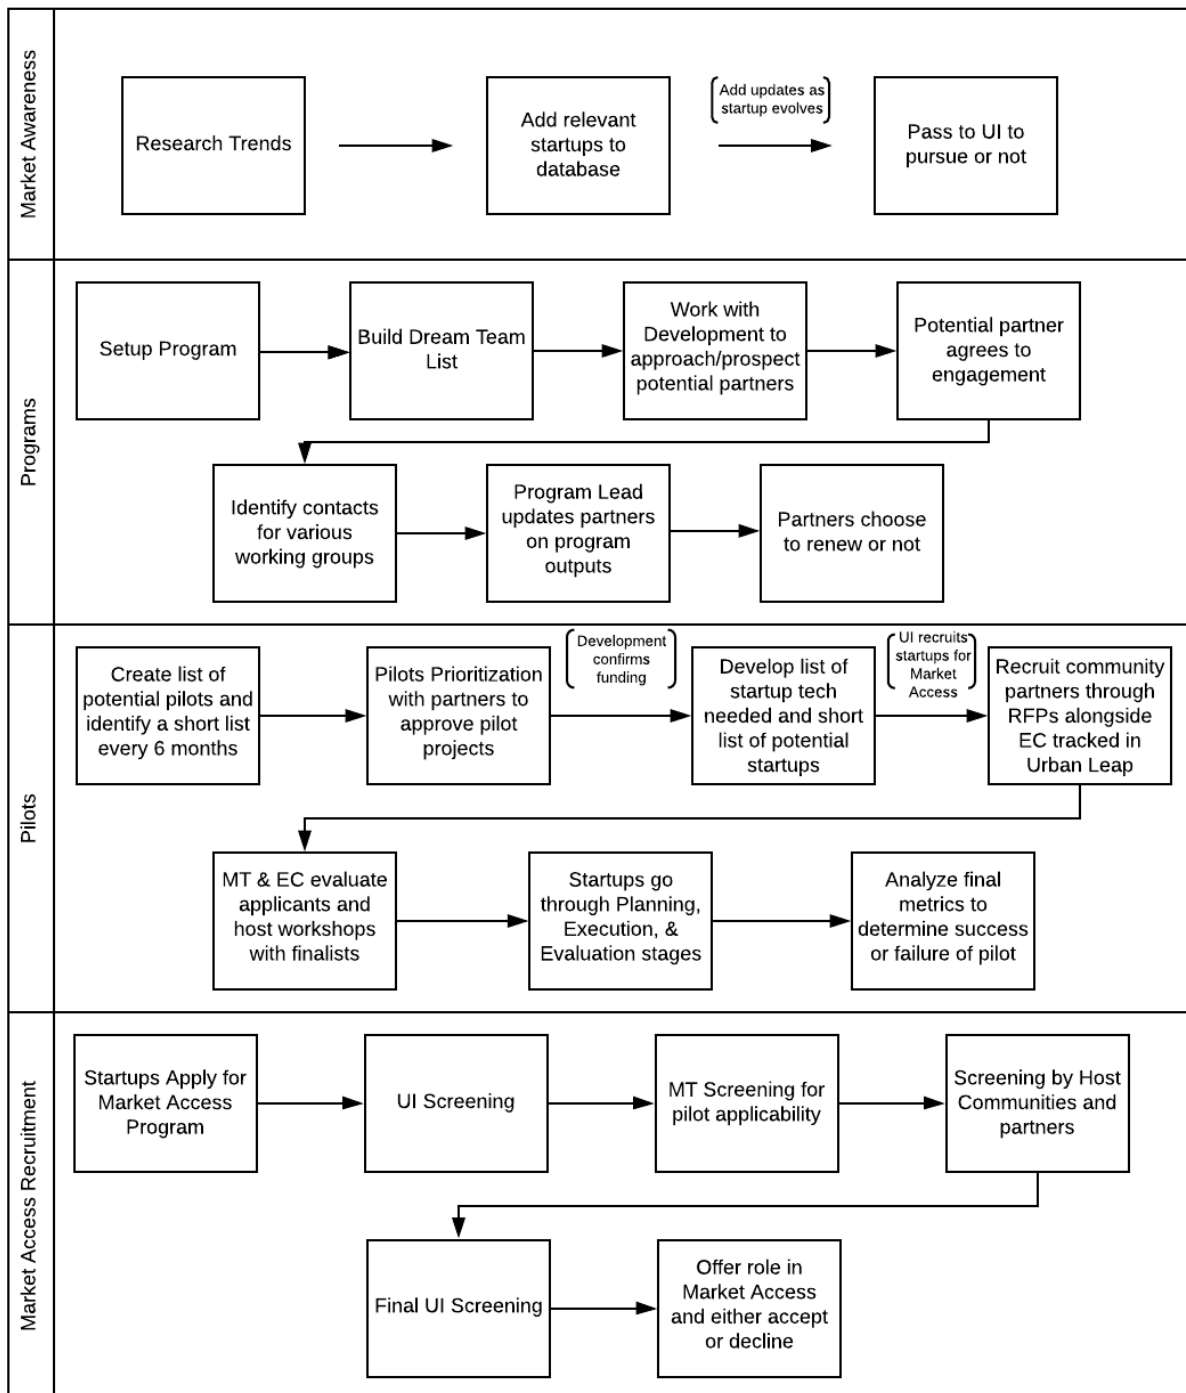 Market Awareness
Research Trends
Add relevant
startups to
database
Add updates as
startup evolves
Pass to UI to
pursue or not
Programs
Setup Program
Build Dream Team
List
Work with
Development to
approach/prospect
potential partners
Potential partner
agrees to
engagement
Identify contacts
for various
working groups
Program Lead
updates partners
on program
outputs
Partners choose
to renew or not
Pilots
Create list of
potential pilots and
identify a short list
every 6 months
Pilots Prioritization
with partners to
approve pilot
projects
Development
confirms
funding
Develop list of
startup tech
needed and short
list of potential
startups
UI recruits
startups for
Market
Access
Recruit community
partners through
RFPs alongside
EC tracked in
Urban Leap
MT & EC evaluate
applicants and
host workshops
with finalists
Startups go
through Planning,
Execution, &
Evaluation stages
Analyze final
metrics to
determine success
or failure of pilot
Market Access Recruitment
Startups Apply for
Market Access
Program
UI Screening
MT Screening for
pilot applicability
Screening by Host
Communities and
partners
Final UI Screening
Offer role in
Market Access
and either accept
or decline